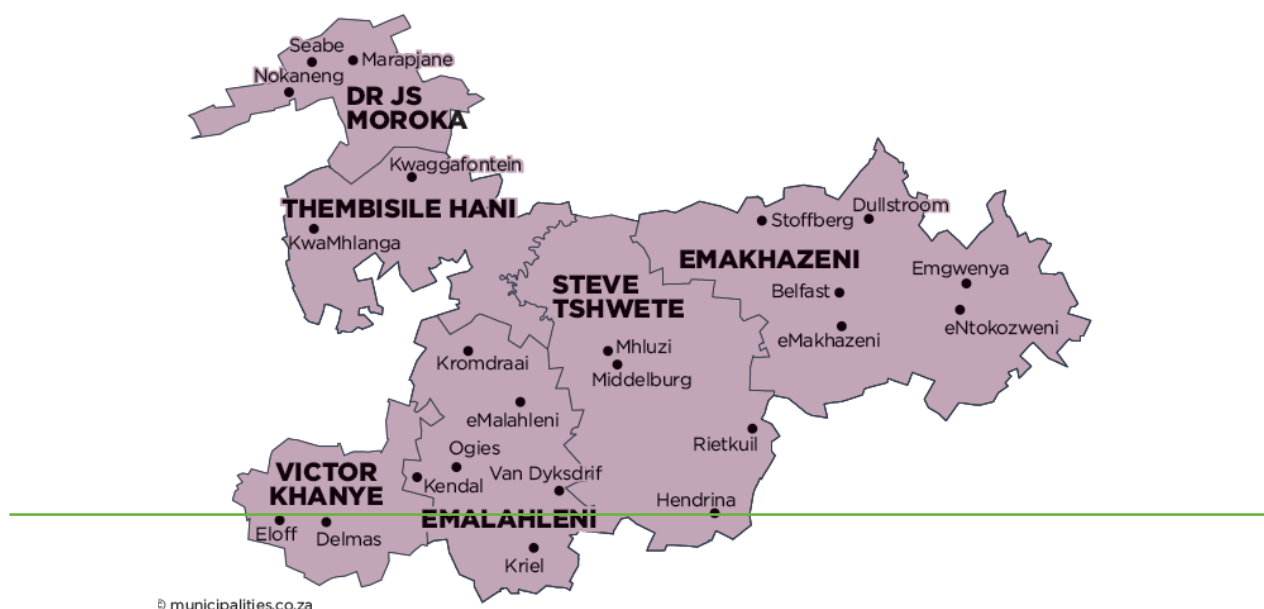 Seabe
Marapjane
Nokaneng
DR JS
MOROKA
Kwaggafontein
THEMBISILE HANI
KwaMhlanga
Dullstroom
Stoffberg
EMAKHAZENI
Emgwenya
STEVE
TSHWETE
Belfast
eNtokozweni
eMakhazeni
Mhluzi
Kromdraai
Middelburg
eMalahleni
Rietkuil
Ogies
VICTOR
KHANYE
Van Dyksdrif
Kendal
Hendrina
EMALAHLENI
Eloff
Delmas
Kriel
© municipalities.co.za